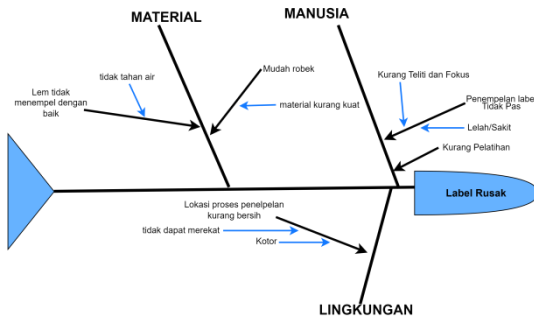 MATERIAL
MANUSIA
Mudah robek
tidak tahan air
Lem tidak
menempel dengan
baik
material kurang kuat
Kurang Teliti dan Fokus
Penempelan labe
Tidak Pas
Lelah/Sakit
Kurang Pelatihan
Label Rusak
Lokasi proses penelpelan
kurang bersih
tidak dapat merekat
Kotor
LINGKUNGAN